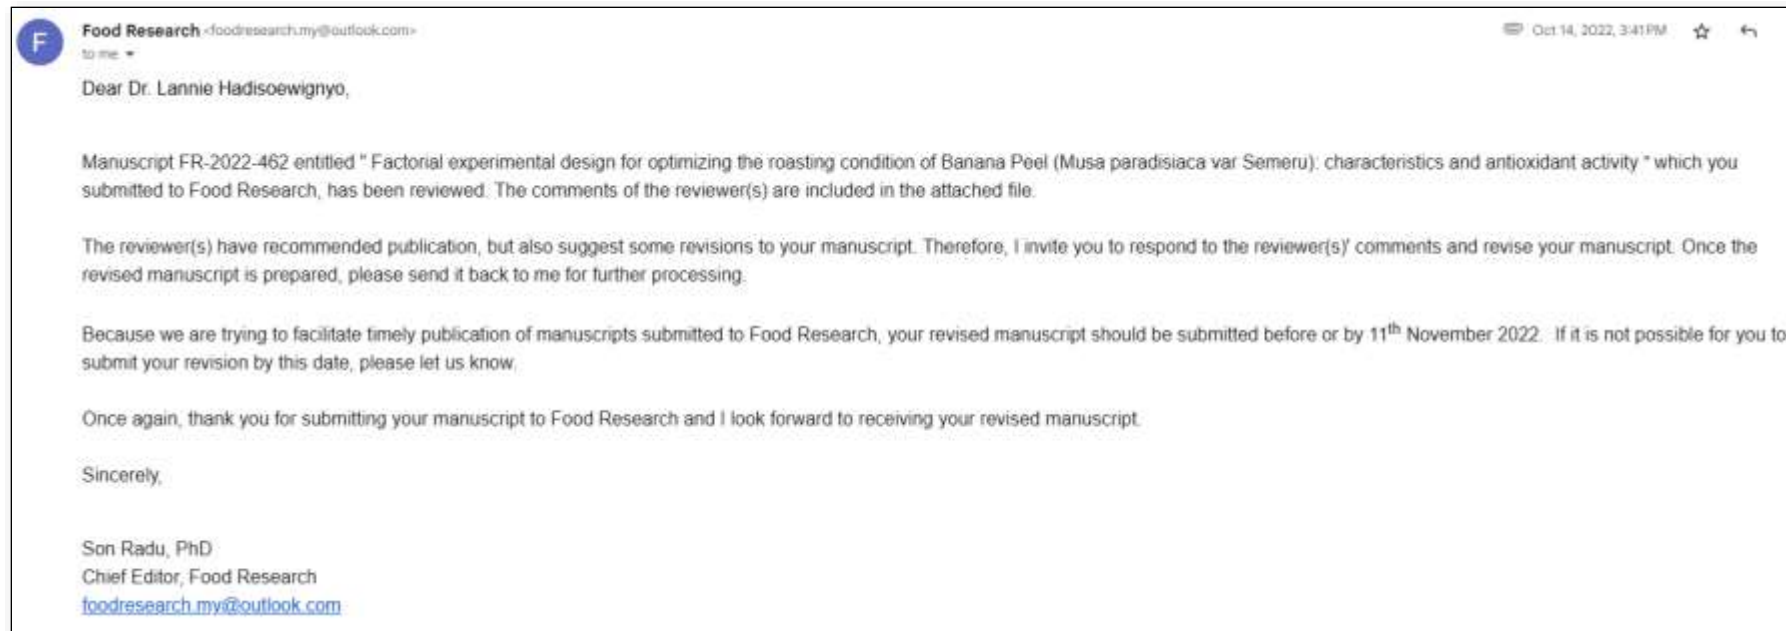 F
Food Research <foodresearch.my@outlook.com>
Oct 14, 2022, 3:41 PM
to me
Dear Dr. Lannie Hadisoewignyo,
Manuscript FR-2022-462 entitled " Factorial experimental design for optimizing the roasting condition of Banana Peel (Musa paradisiaca var Semeru): characteristics and antioxidant activity " which you
submitted to Food Research, has been reviewed. The comments of the reviewer(s) are included in the attached file.
The reviewer(s) have recommended publication, but also suggest some revisions to your manuscript. Therefore, I invite you to respond to the reviewer(s)' comments and revise your manuscript. Once the
revised manuscript is prepared, please send it back to me for further processing.
Because we are trying to facilitate timely publication of manuscripts submitted to Food Research, your revised manuscript should be submitted before or by 11th November 2022. If it is not possible for you to
submit your revision by this date, please let us know.
Once again, thank you for submitting your manuscript to Food Research and I look forward to receiving your revised manuscript.
Sincerely,
Son Radu, PhD
Chief Editor, Food Research
foodresearch.my@outlook.com